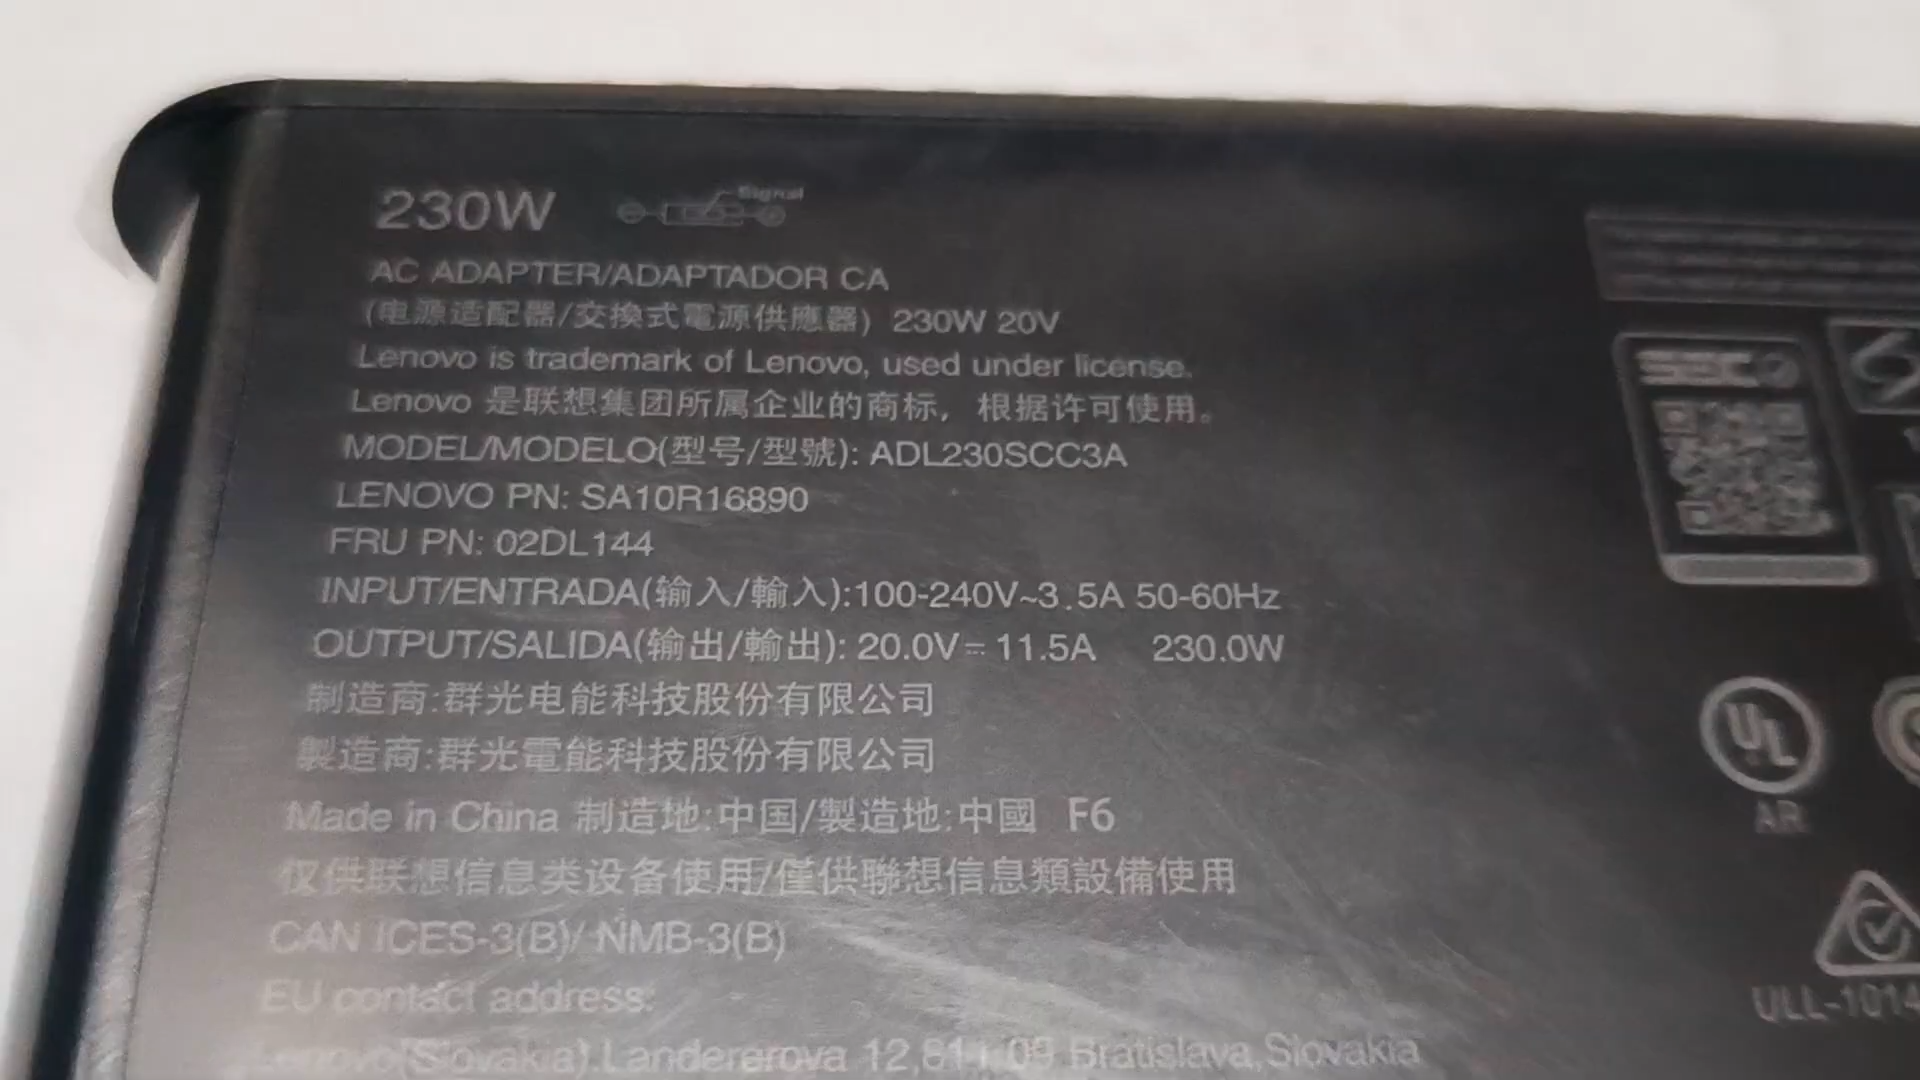 230W
Signal
AC ADAPTER/ADAPTADOR CA
(电源适配器/交換式電源供應器) 230W 20V
Lenovo is trademark of Lenovo, used under license.
Lenovo 是联想集团所属企业的商标，根据许可使用。
MODEL/MODELO(型号/型號): ADL230SCC3A
LENOVO PN: SA10R16890
FRU PN: 02DL144
INPUT/ENTRADA(输入/輸入):100-240V~3.5A 50-60Hz
OUTPUT/SALIDA(输出/輸出): 20.0V⎓11.5A 230.0W
制造商:群光电能科技股份有限公司
製造商:群光電能科技股份有限公司
Made in China 制造地:中国/製造地:中國 F6
仅供联想信息类设备使用/僅供聯想信息類設備使用
CAN ICES-3(B)/ NMB-3(B)
EU contact address:
Lenovo(Slovakia).Landererova 12,811 09 Bratislava,Slovakia
UL
AR